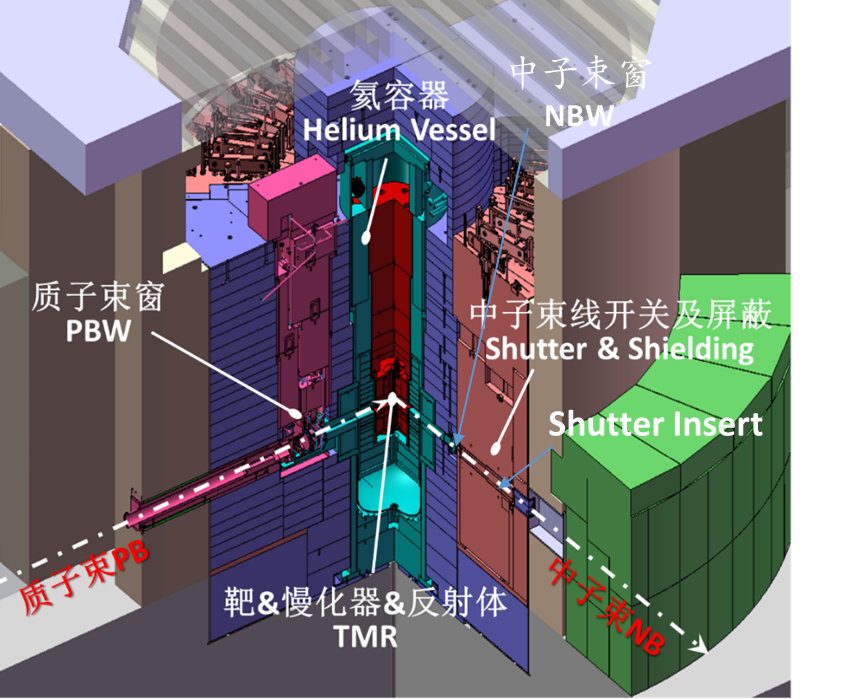 中子束窗
NBW
氦容器
Helium Vessel
质子束窗
PBW
中子束线开关及屏蔽
Shutter & Shielding
Shutter Insert
质子束PB
中子束NB
靶&慢化器&反射体
TMR